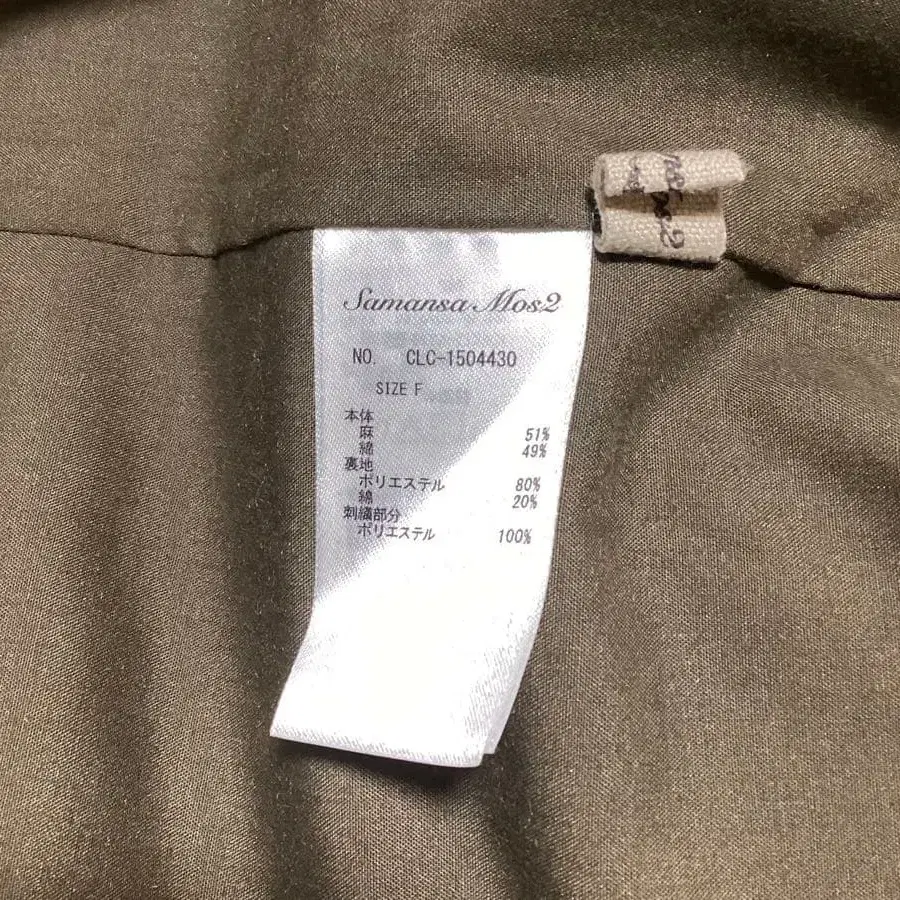 Samansa Mos2
NO. CLC-1504430
SIZE F
本体
麻 51%
綿 49%
裏地
ポリエステル 80%
綿 20%
刺繍部分
ポリエステル 100%